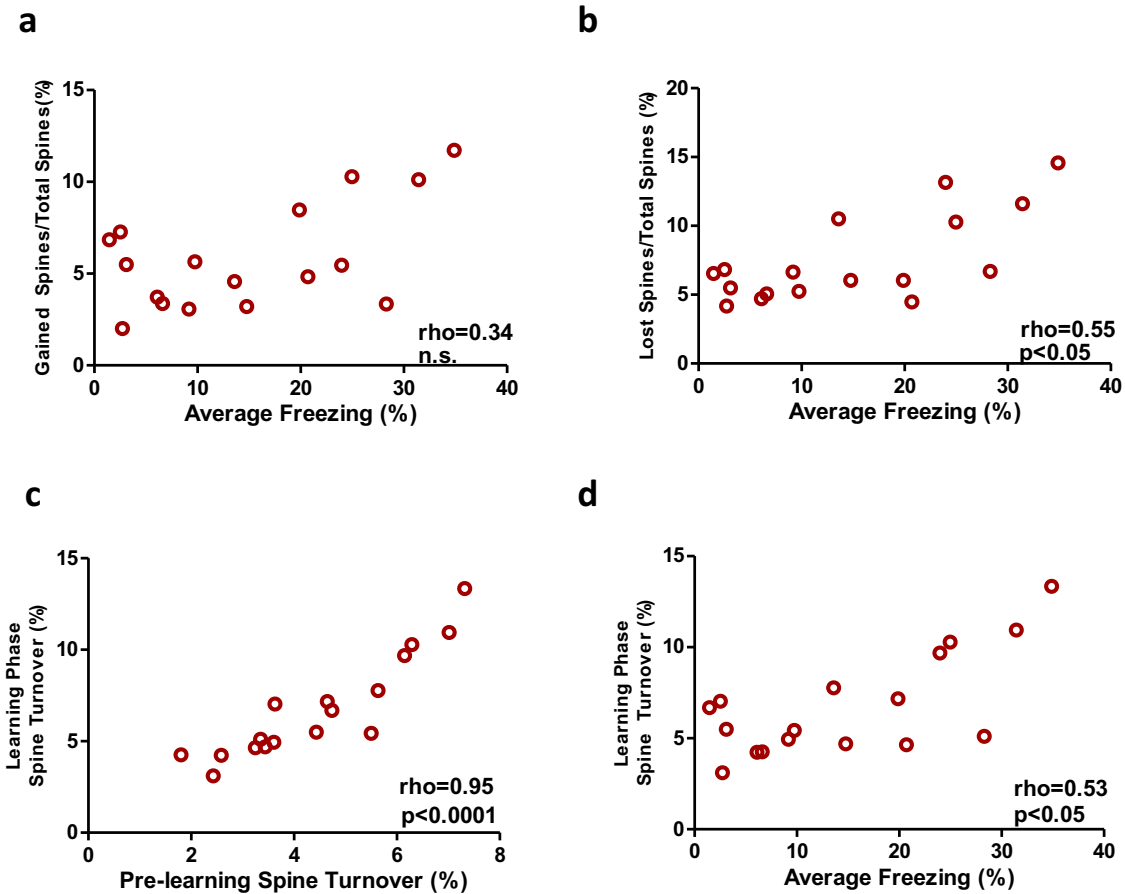 a
Gained Spines/Total Spines(%)
15
10
5
0
0 10 20 30 40
rho=0.34
n.s.
Average Freezing (%)
b
Lost Spines/Total Spines (%)
20
15
10
5
0
0 10 20 30 40
rho=0.55
p<0.05
Average Freezing (%)
c
Learning Phase
Spine Turnover (%)
15
10
5
0
0 2 4 6 8
rho=0.95
p<0.0001
Pre-learning Spine Turnover (%)
d
Learning Phase
Spine Turnover (%)
15
10
5
0
0 10 20 30 40
rho=0.53
p<0.05
Average Freezing (%)